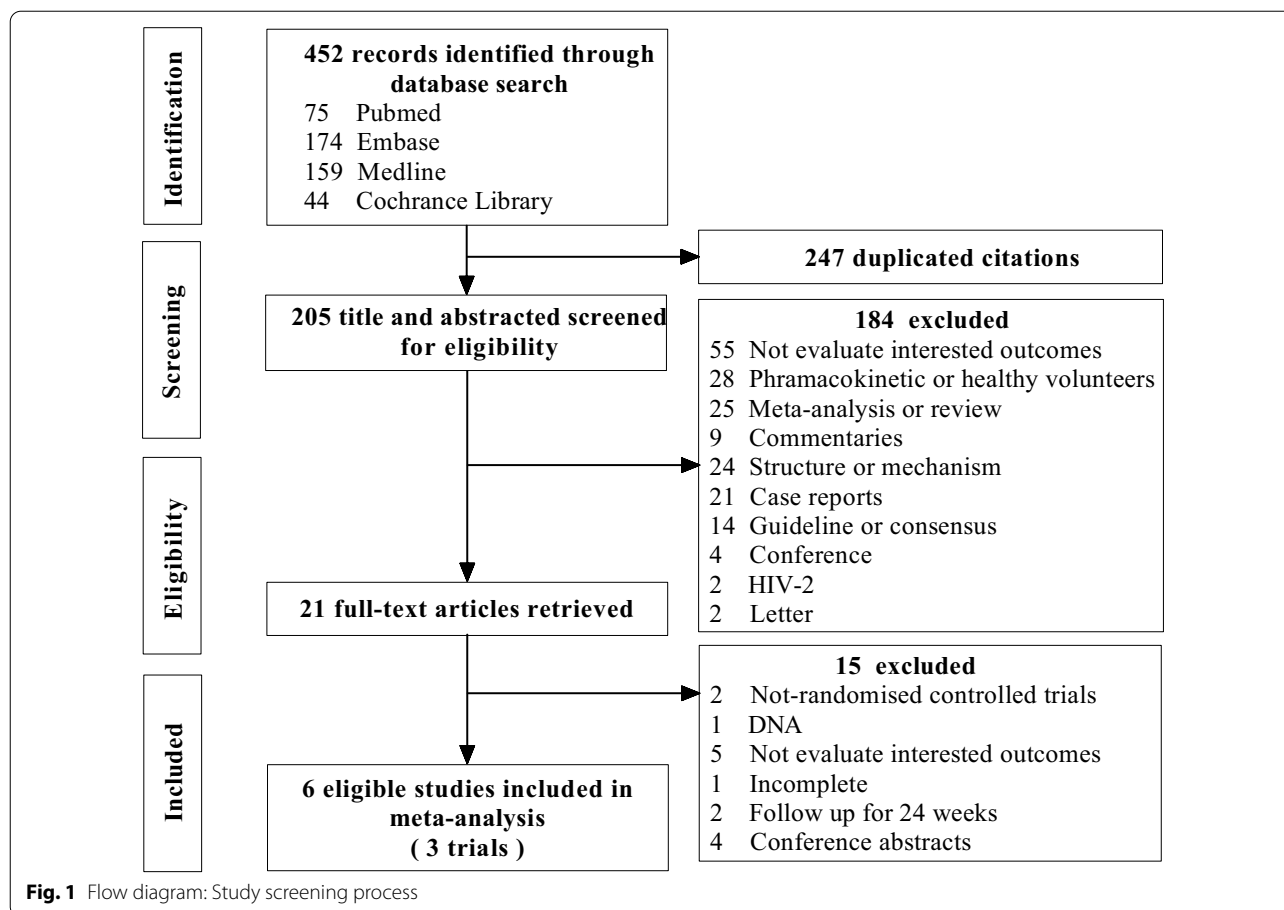 Identification
452 records identified through
database search
75 Pubmed
174 Embase
159 Medline
44 Cochrance Library
247 duplicated citations
Screening
205 title and abstracted screened
for eligibility
184 excluded
55 Not evaluate interested outcomes
28 Phramacokinetic or healthy volunteers
25 Meta-analysis or review
9 Commentaries
24 Structure or mechanism
21 Case reports
14 Guideline or consensus
4 Conference
2 HIV-2
2 Letter
Eligibility
21 full-text articles retrieved
15 excluded
2 Not-randomised controlled trials
1 DNA
5 Not evaluate interested outcomes
1 Incomplete
2 Follow up for 24 weeks
4 Conference abstracts
Included
6 eligible studies included in
meta-analysis
( 3 trials )
Fig. 1 Flow diagram: Study screening process